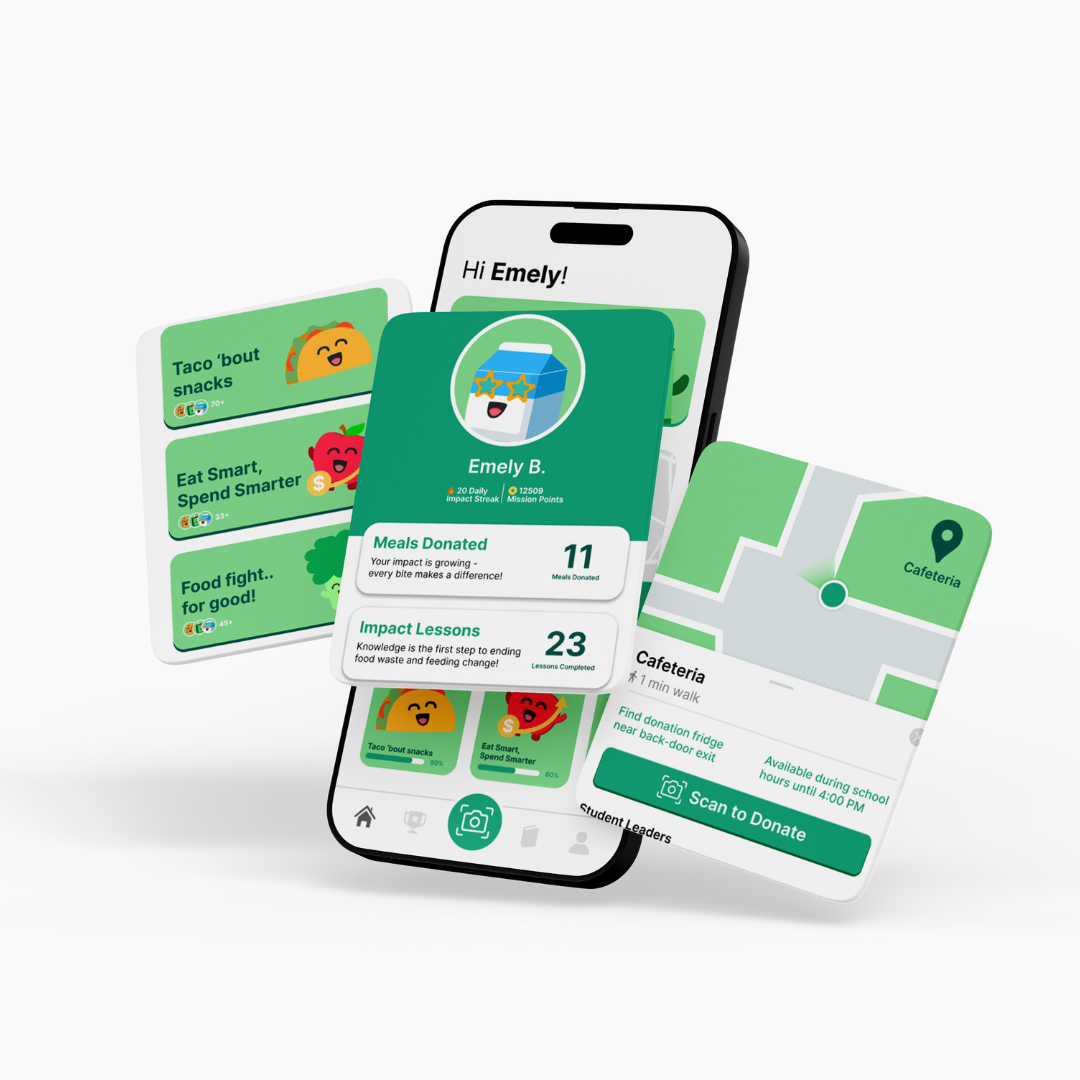 Hi Emely!
Taco ‘bout
snacks
70+
Eat Smart,
Spend Smarter
$
33+
Food fight..
for good!
45+
Emely B.
20 Daily
Impact Streak
12509
Mission Points
Meals Donated
Your impact is growing -
every bite makes a difference!
11
Meals Donated
Impact Lessons
Knowledge is the first step to ending
food waste and feeding change!
23
Lessons Completed
Taco ‘bout snacks
80%
$
Eat Smart,
Spend Smarter
60%
Cafeteria
Cafeteria
1 min walk
Find donation fridge
near back-door exit
Available during school
hours until 4:00 PM
Scan to Donate
Student Leaders